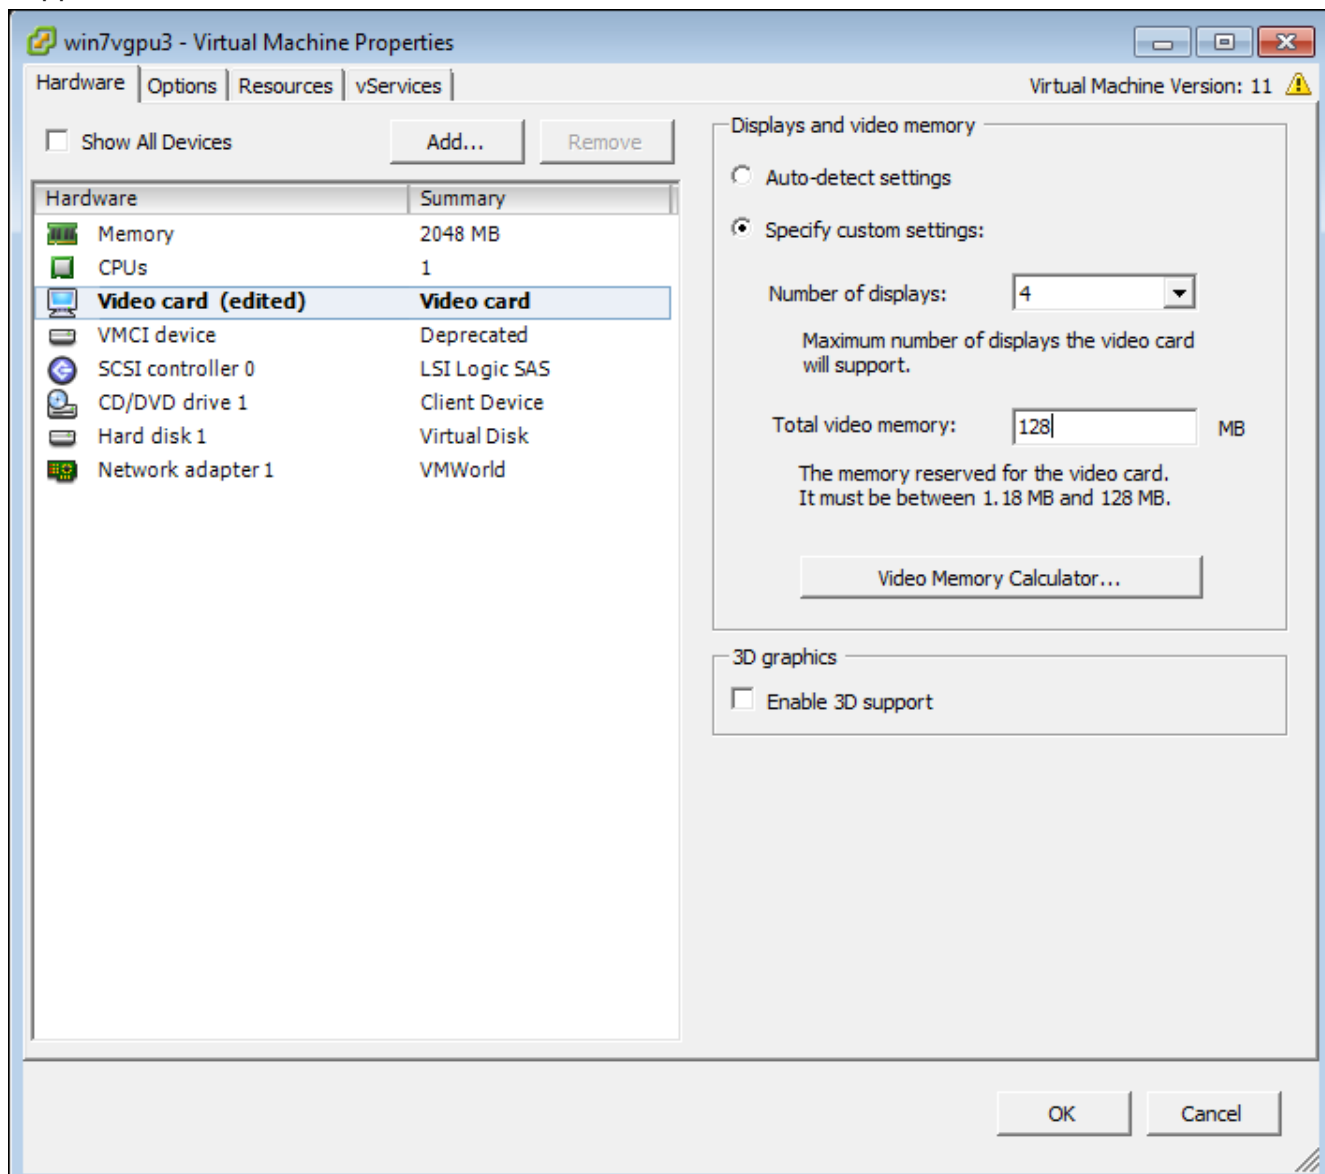 win7vgpu3 - Virtual Machine Properties
Hardware Options Resources vServices Virtual Machine Version: 11
Show All Devices Add... Remove
Hardware Summary
Memory 2048 MB
CPUs 1
Video card (edited) Video card
VMCI device Deprecated
SCSI controller 0 LSI Logic SAS
CD/DVD drive 1 Client Device
Hard disk 1 Virtual Disk
Network adapter 1 VMWorld
Displays and video memory
Auto-detect settings
Specify custom settings:
Number of displays: 4
Maximum number of displays the video card
will support.
Total video memory: 128 MB
The memory reserved for the video card.
It must be between 1.18 MB and 128 MB.
Video Memory Calculator...
3D graphics
Enable 3D support
OK Cancel